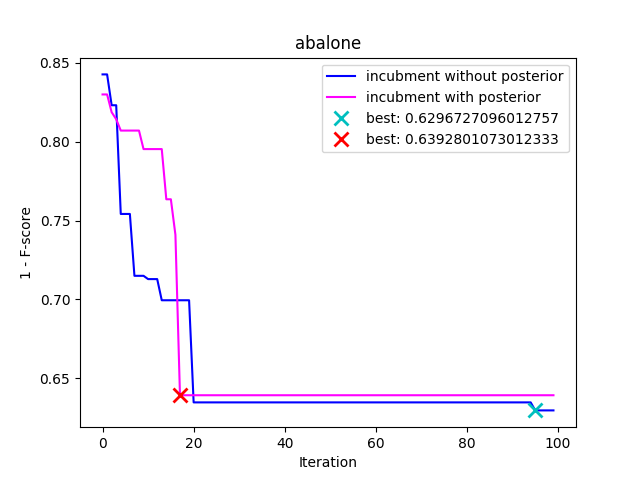 abalone
incubment without posterior
incubment with posterior
best: 0.6296727096012757
best: 0.6392801073012333
1 - F-score
0.85
0.80
0.75
0.70
0.65
0
20
40
60
80
100
Iteration